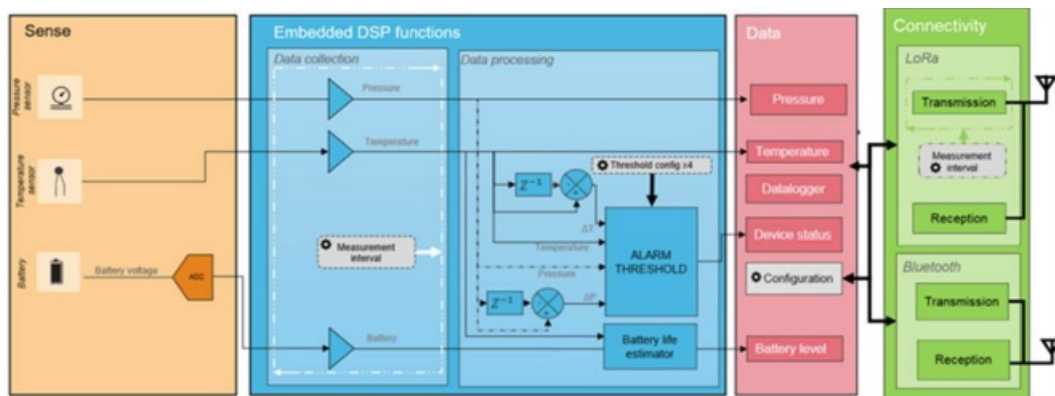 Sense
Pressure
sensor
Temperature
sensor
Battery
Battery voltage
ADC
Embedded DSP functions
Data collection
Pressure
Temperature
Measurement
interval
Battery
Data processing
Threshold config x4
Z⁻¹
ΔT
Temperature
ALARM
THRESHOLD
Pressure
Z⁻¹
ΔP
Battery life
estimator
Data
Pressure
Temperature
Datalogger
Device status
Configuration
Battery level
Connectivity
LoRa
Transmission
Measurement
interval
Reception
Bluetooth
Transmission
Reception